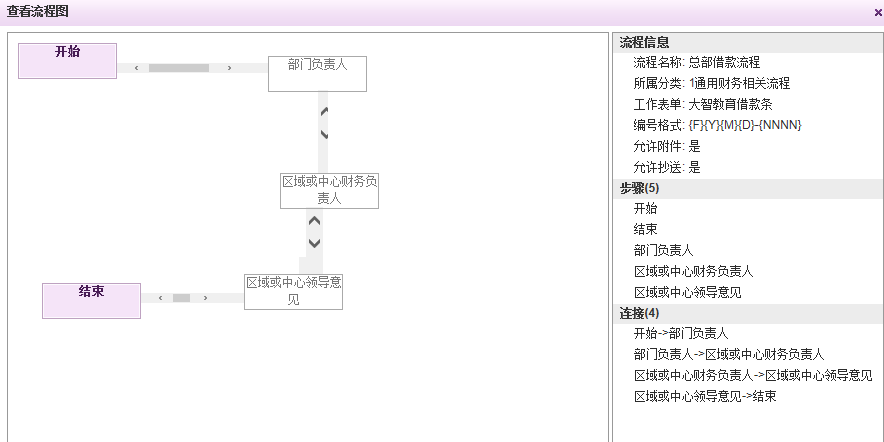 查看流程图
开始
部门负责人
区域或中心财务负
责人
区域或中心领导意
见
结束
流程信息
流程名称: 总部借款流程
所属分类: 1通用财务相关流程
工作表单: 大智教育借款条
编号格式: {F}{Y}{M}{D}-{NNNN}
允许附件: 是
允许抄送: 是
步骤(5)
开始
结束
部门负责人
区域或中心财务负责人
区域或中心领导意见
连接(4)
开始->部门负责人
部门负责人->区域或中心财务负责人
区域或中心财务负责人->区域或中心领导意见
区域或中心领导意见->结束